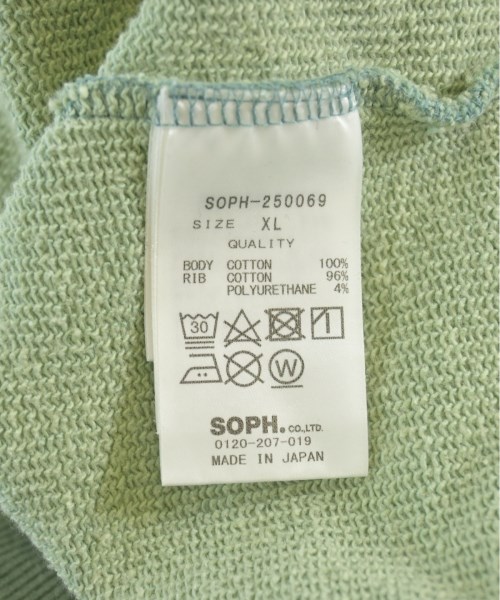 SOPH-250069
SIZE XL
QUALITY
BODY COTTON 100%
RIB COTTON 96%
POLYURETHANE 4%
30
W
SOPH. CO.,LTD.
0120-207-019
MADE IN JAPAN